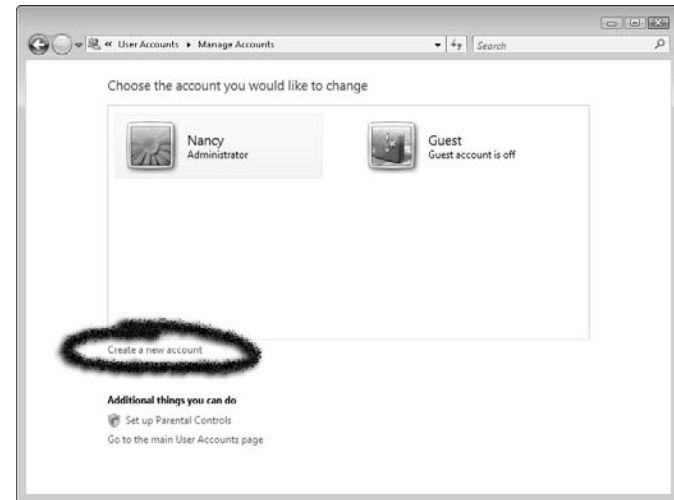 « User Accounts ▸ Manage Accounts
Search
Choose the account you would like to change
Nancy
Administrator
Guest
Guest account is off
Create a new account
Additional things you can do
Set up Parental Controls
Go to the main User Accounts page